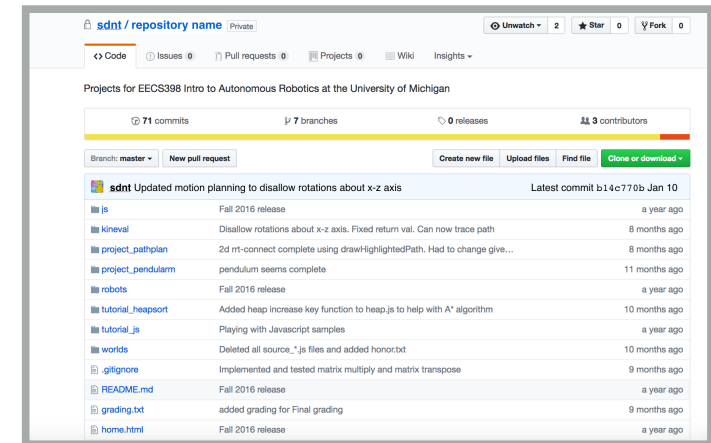 sdnt / repository name Private Unwatch 2 Star 0 Fork 0
Code Issues 0 Pull requests 0 Projects 0 Wiki Insights
Projects for EECS398 Intro to Autonomous Robotics at the University of Michigan
71 commits 7 branches 0 releases 3 contributors
Branch: master New pull request Create new file Upload files Find file Clone or download
sdnt Updated motion planning to disallow rotations about x-z axis Latest commit b14c770b Jan 10
js Fall 2016 release a year ago
kineval Disallow rotations about x-z axis. Fixed return val. Can now trace path 8 months ago
project_pathplan 2d rrt-connect complete using drawHighlightedPath. Had to change give… 8 months ago
project_pendularm pendulum seems complete 11 months ago
robots Fall 2016 release a year ago
tutorial_heapsort Added heap increase key function to heap.js to help with A* algorithm 10 months ago
tutorial_js Playing with Javascript samples a year ago
worlds Deleted all source_*.js files and added honor.txt 10 months ago
.gitignore Implemented and tested matrix multiply and matrix transpose 9 months ago
README.md Fall 2016 release a year ago
grading.txt added grading for Final grading 9 months ago
home.html Fall 2016 release a year ago